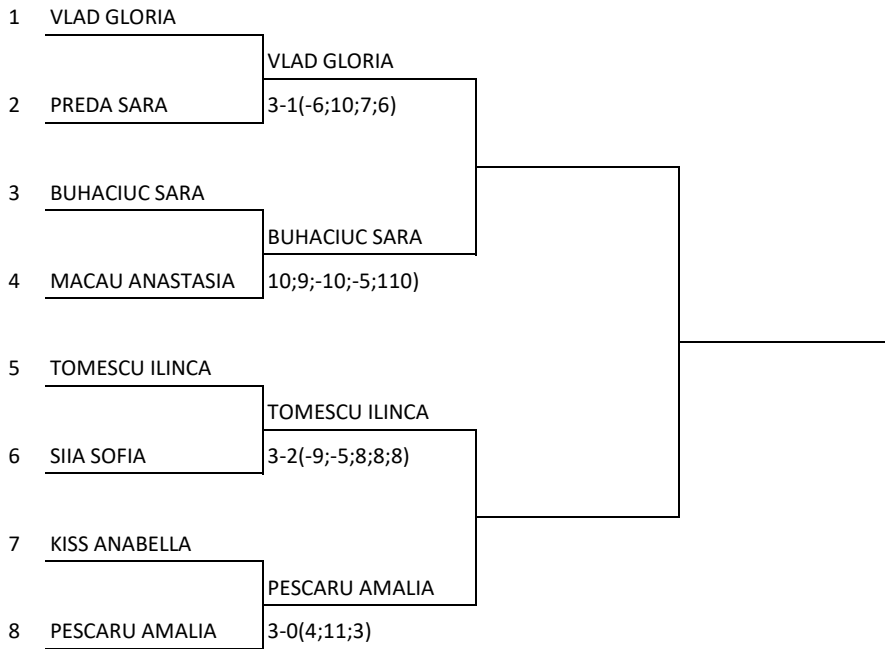 1 VLAD GLORIA
VLAD GLORIA
2 PREDA SARA 3-1(-6;10;7;6)
3 BUHACIUC SARA
BUHACIUC SARA
4 MACAU ANASTASIA 10;9;-10;-5;110)
5 TOMESCU ILINCA
TOMESCU ILINCA
6 SIIA SOFIA 3-2(-9;-5;8;8;8)
7 KISS ANABELLA
PESCARU AMALIA
8 PESCARU AMALIA 3-0(4;11;3)